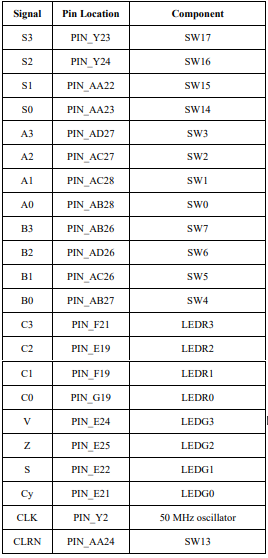 Signal Pin Location Component
S3 PIN_Y23 SW17
S2 PIN_Y24 SW16
S1 PIN_AA22 SW15
S0 PIN_AA23 SW14
A3 PIN_AD27 SW3
A2 PIN_AC27 SW2
A1 PIN_AC28 SW1
A0 PIN_AB28 SW0
B3 PIN_AB26 SW7
B2 PIN_AD26 SW6
B1 PIN_AC26 SW5
B0 PIN_AB27 SW4
C3 PIN_F21 LEDR3
C2 PIN_E19 LEDR2
C1 PIN_F19 LEDR1
C0 PIN_G19 LEDR0
V PIN_E24 LEDG3
Z PIN_E25 LEDG2
S PIN_E22 LEDG1
Cy PIN_E21 LEDG0
CLK PIN_Y2 50 MHz oscillator
CLRN PIN_AA24 SW13